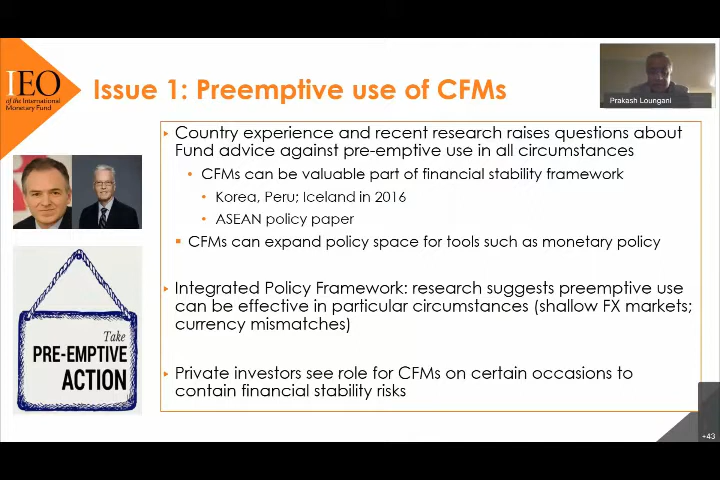 IEO
of the International
Monetary Fund
Issue 1: Preemptive use of CFMs
Prakash Loungani
Country experience and recent research raises questions about
Fund advice against pre-emptive use in all circumstances
CFMs can be valuable part of financial stability framework
Korea, Peru; Iceland in 2016
ASEAN policy paper
CFMs can expand policy space for tools such as monetary policy
Integrated Policy Framework: research suggests preemptive use
can be effective in particular circumstances (shallow FX markets;
currency mismatches)
Private investors see role for CFMs on certain occasions to
contain financial stability risks
Take
PRE-EMPTIVE
ACTION
+43